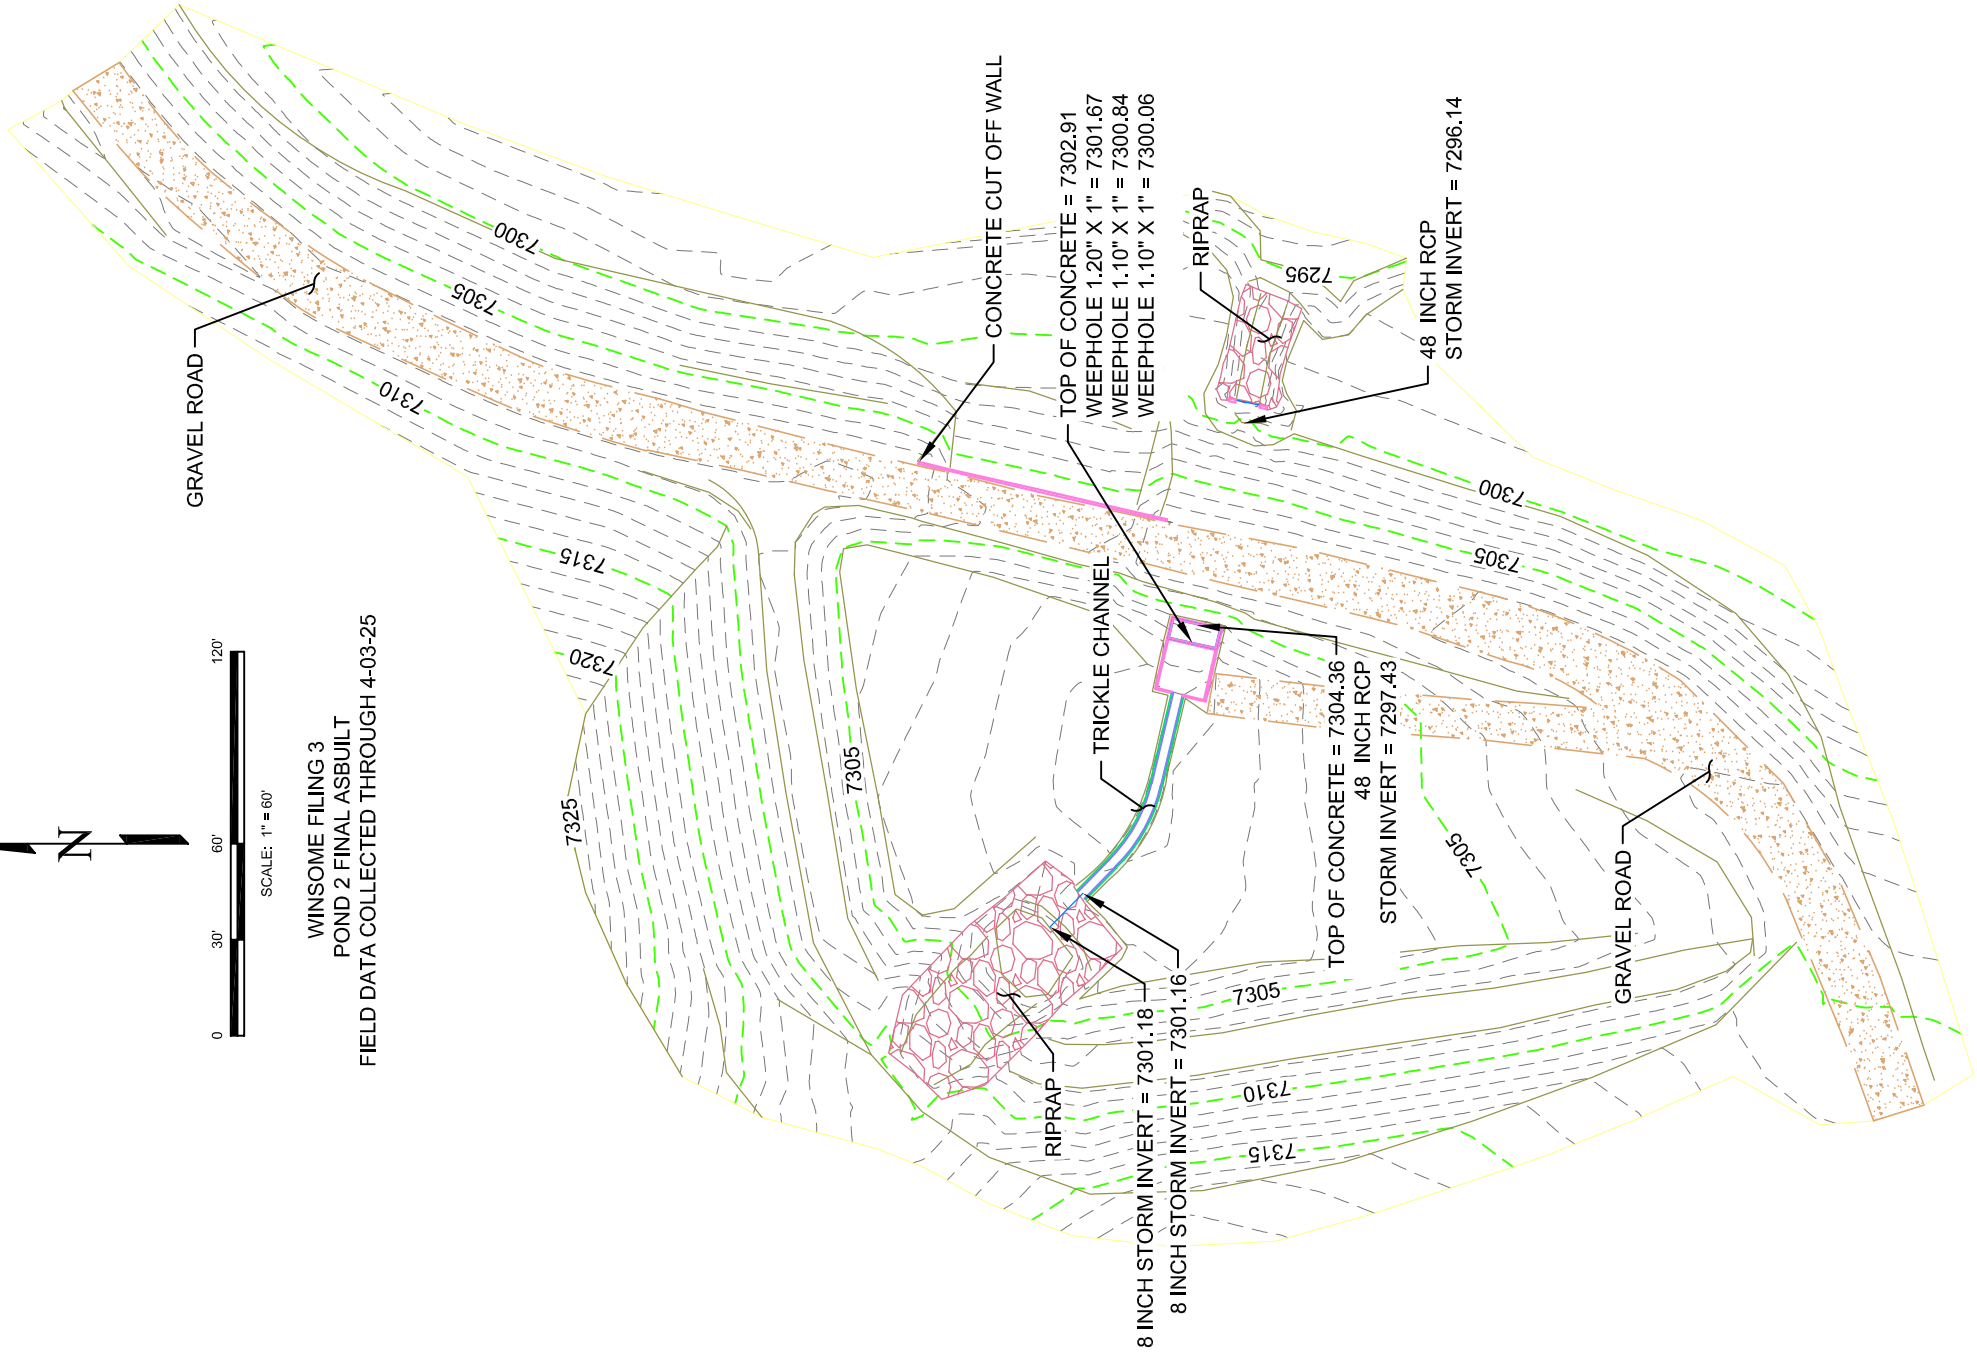 N
0
30'
60'
120'
SCALE: 1" = 60'
WINSOME FILING 3
POND 2 FINAL ASBUILT
FIELD DATA COLLECTED THROUGH 4-03-25
GRAVEL ROAD
7300
7305
7310
7315
7320
7325
7305
CONCRETE CUT OFF WALL
TOP OF CONCRETE = 7302.91
WEEPHOLE 1.20" X 1" = 7301.67
WEEPHOLE 1.10" X 1" = 7300.84
WEEPHOLE 1.10" X 1" = 7300.06
RIPRAP
7295
48 INCH RCP
STORM INVERT = 7296.14
7300
7305
TRICKLE CHANNEL
TOP OF CONCRETE = 7304.36
48 INCH RCP
STORM INVERT = 7297.43
7305
GRAVEL ROAD
RIPRAP
8 INCH STORM INVERT = 7301.18
8 INCH STORM INVERT = 7301.16
7305
7310
7315